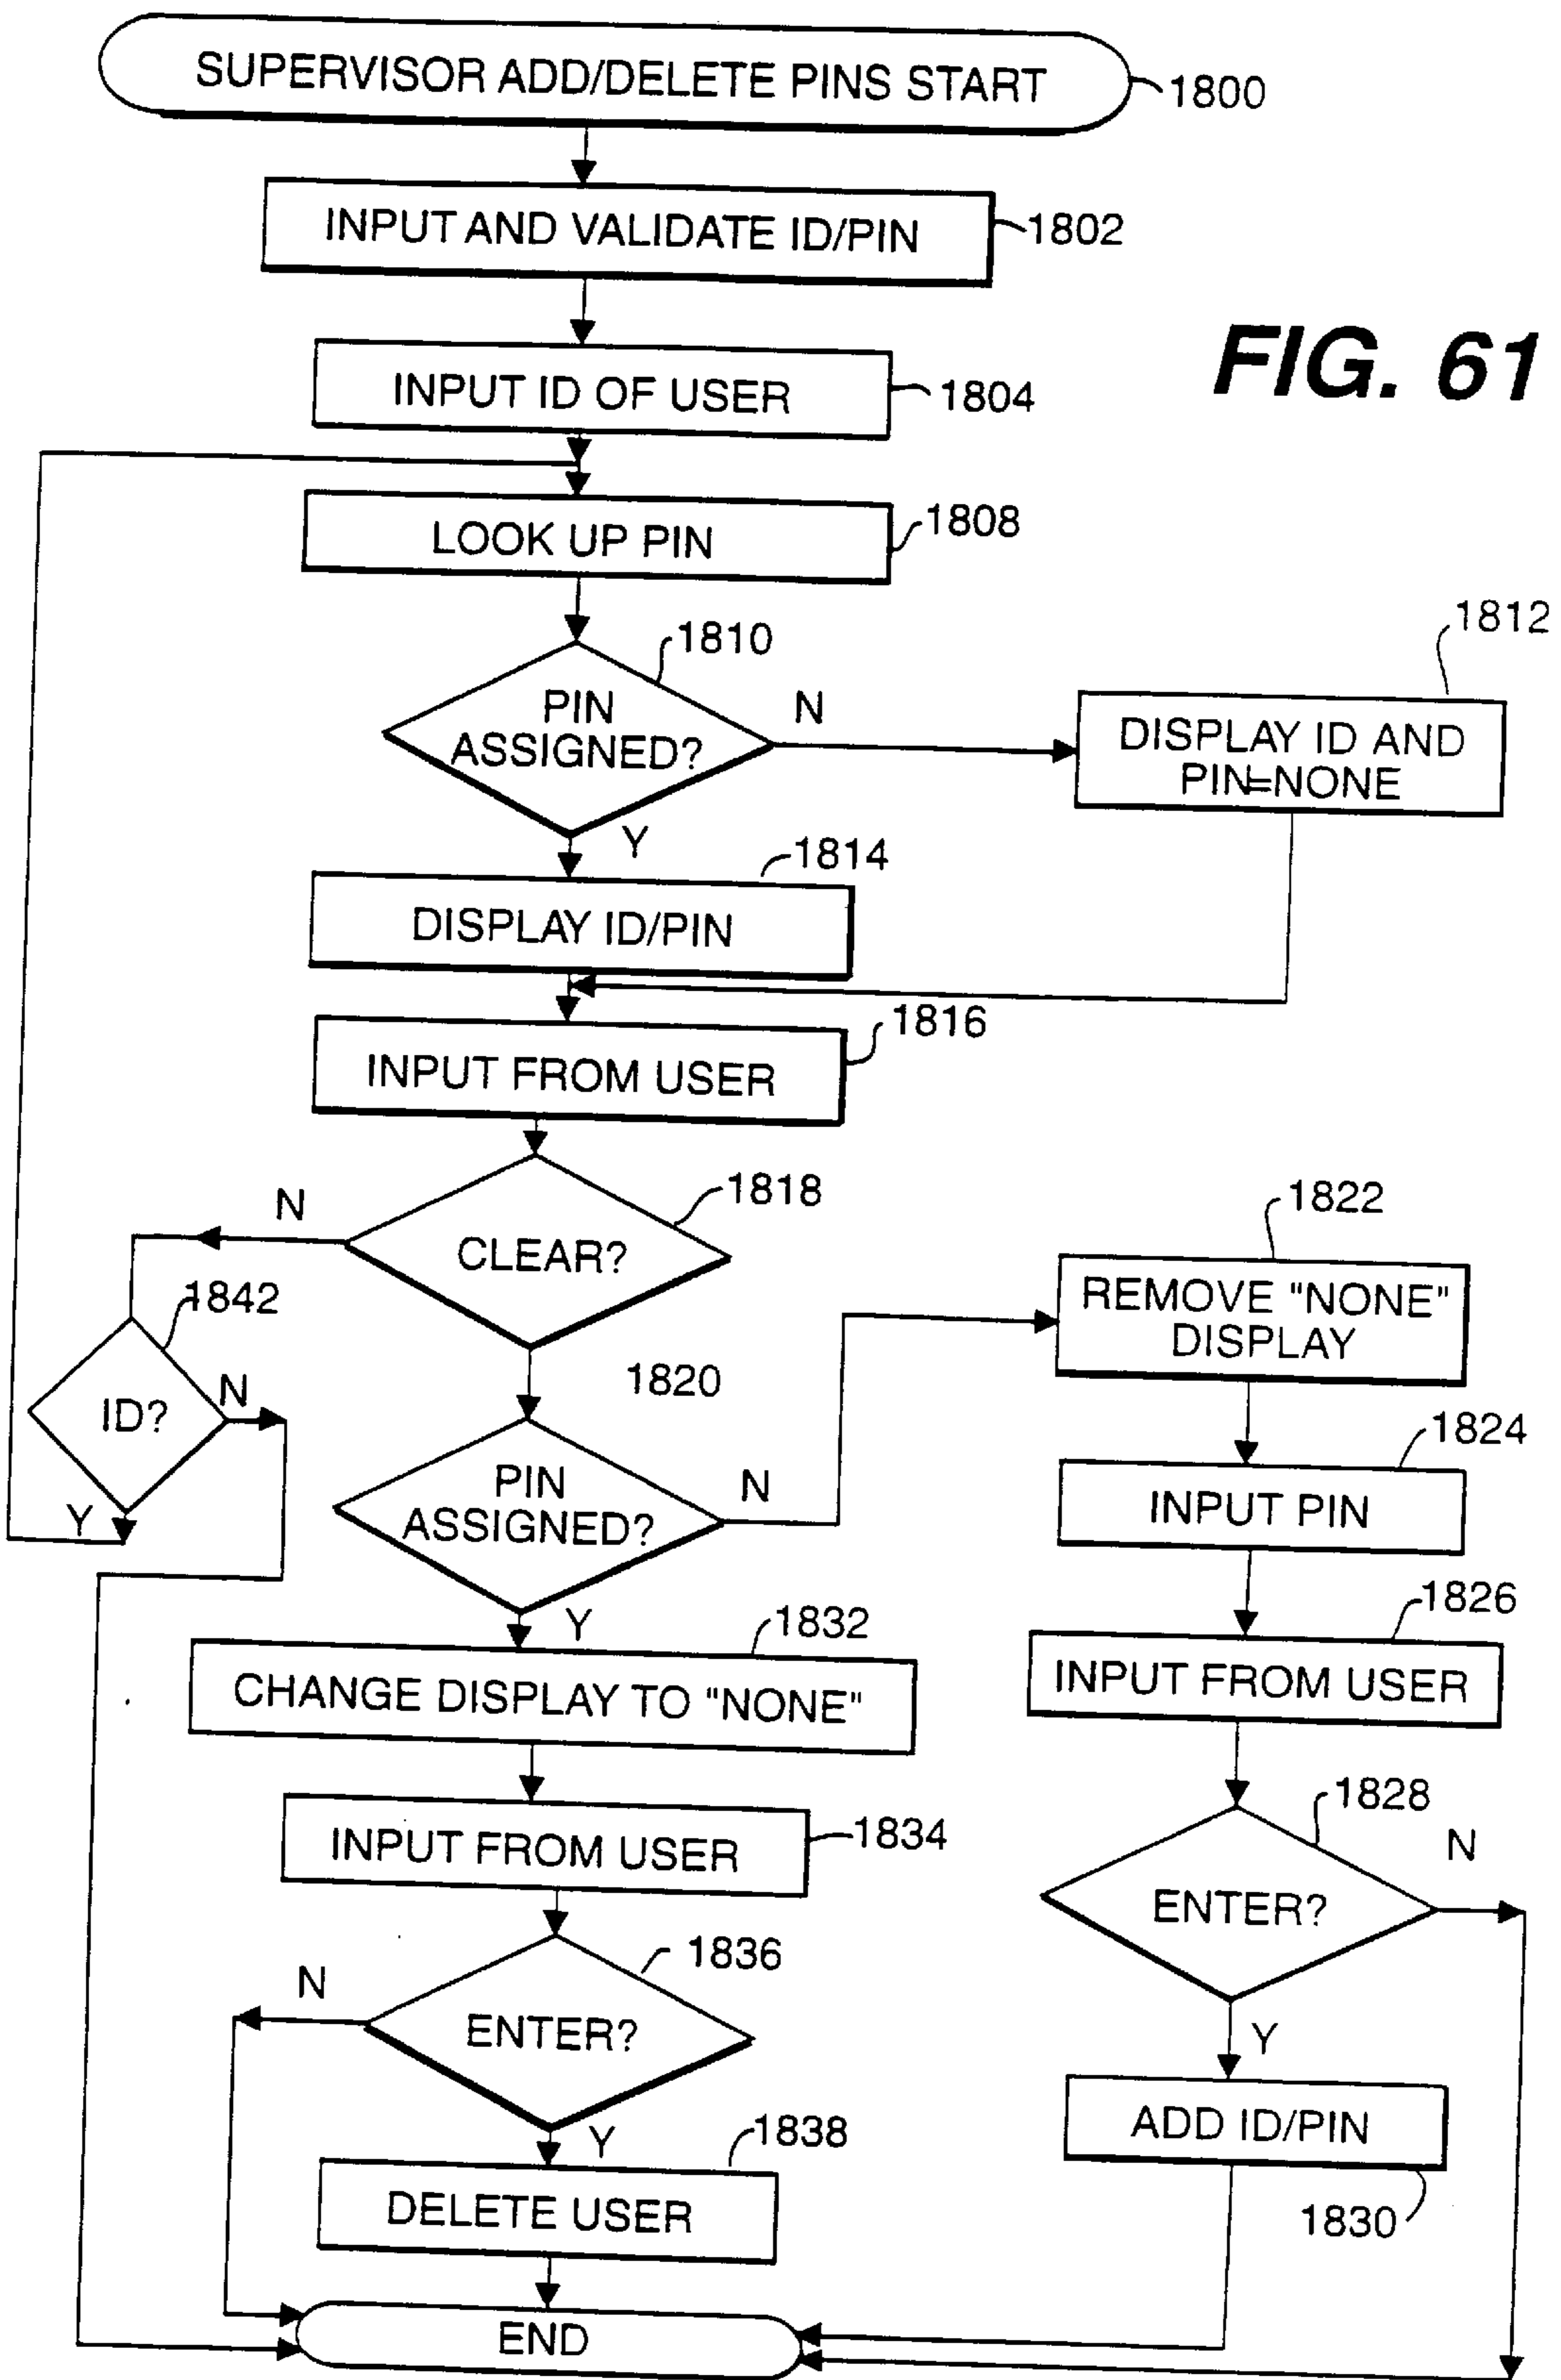 SUPERVISOR ADD/DELETE PINS START
1800
INPUT AND VALIDATE ID/PIN
1802
FIG. 61
INPUT ID OF USER
1804
LOOK UP PIN
1808
1810
PIN
ASSIGNED?
N
1812
DISPLAY ID AND
PIN=NONE
Y
1814
DISPLAY ID/PIN
1816
INPUT FROM USER
1818
CLEAR?
N
1842
ID?
N
Y
1820
PIN
ASSIGNED?
N
1822
REMOVE "NONE"
DISPLAY
1824
INPUT PIN
1826
INPUT FROM USER
1828
ENTER?
N
Y
ADD ID/PIN
1830
Y
1832
CHANGE DISPLAY TO "NONE"
INPUT FROM USER
1834
1836
ENTER?
N
Y
1838
DELETE USER
END